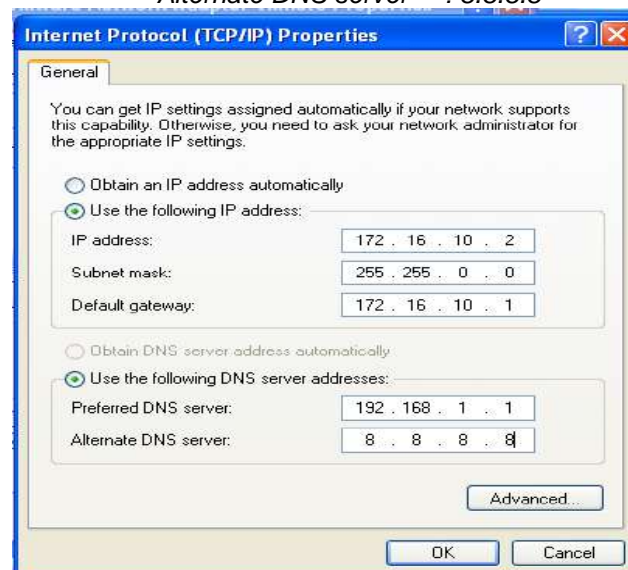 Alternate DNS server : 8.8.8.8
Internet Protocol (TCP/IP) Properties
General
You can get IP settings assigned automatically if your network supports
this capability. Otherwise, you need to ask your network administrator for
the appropriate IP settings.
Obtain an IP address automatically
Use the following IP address:
IP address: 172 . 16 . 10 . 2
Subnet mask: 255 . 255 . 0 . 0
Default gateway: 172 . 16 . 10 . 1
Obtain DNS server address automatically
Use the following DNS server addresses:
Preferred DNS server: 192 . 168 . 1 . 1
Alternate DNS server: 8 . 8 . 8 . 8
Advanced...
OK Cancel